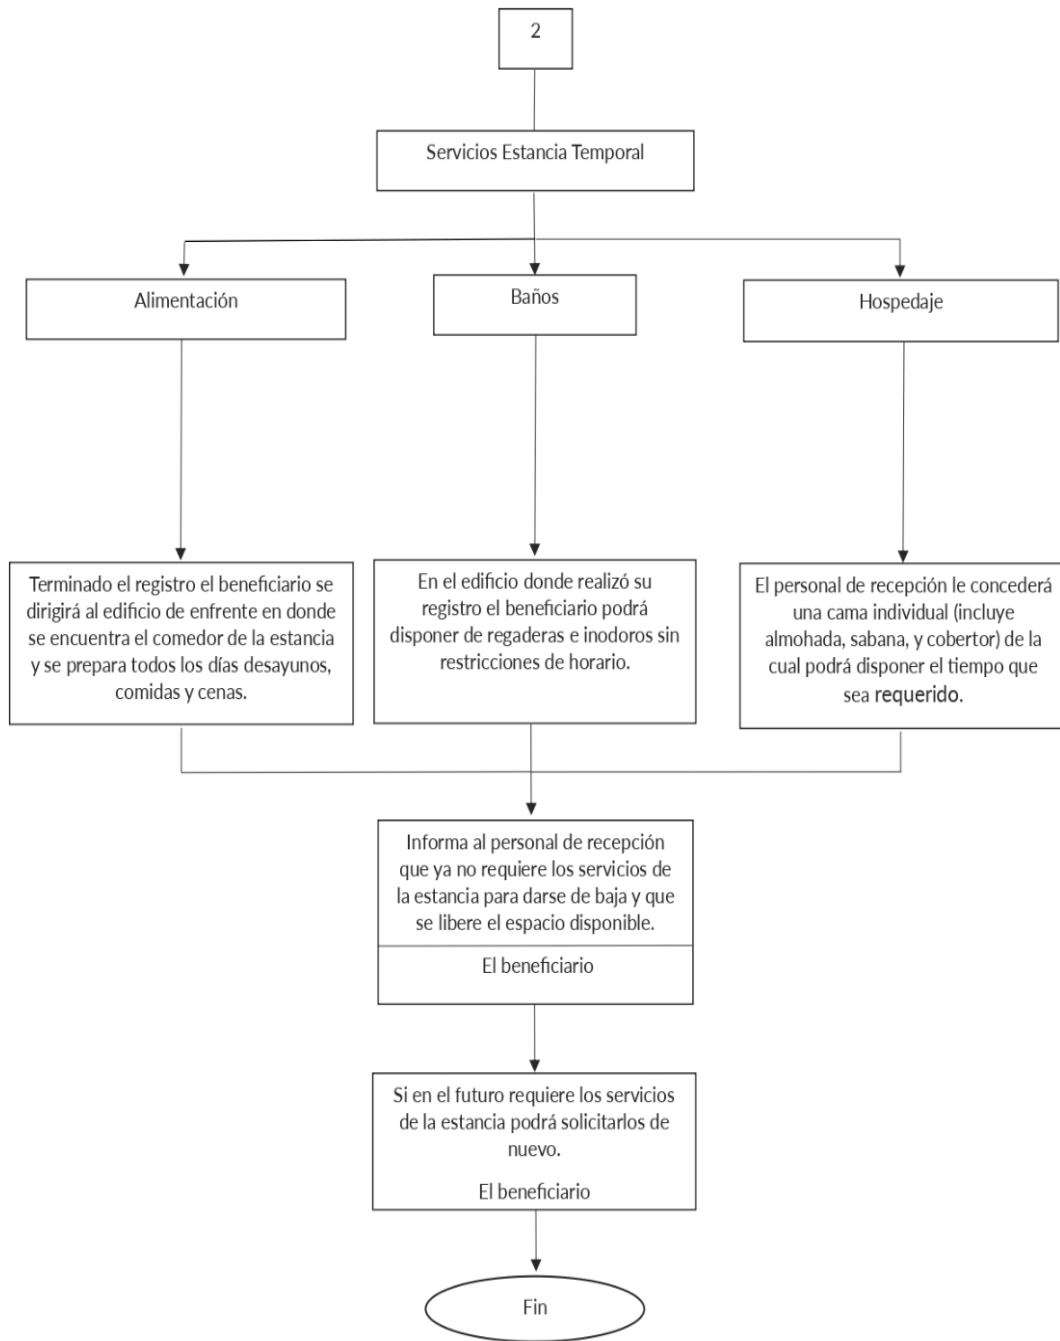 2
Servicios Estancia Temporal
Alimentación
Baños
Hospedaje
Terminado el registro el beneficiario se
dirigirá al edificio de enfrente en donde
se encuentra el comedor de la estancia
y se prepara todos los días desayunos,
comidas y cenas.
En el edificio donde realizó su
registro el beneficiario podrá
disponer de regaderas e inodoros sin
restricciones de horario.
El personal de recepción le concederá
una cama individual (incluye
almohada, sabana, y cobertor) de la
cual podrá disponer el tiempo que
sea requerido.
Informa al personal de recepción
que ya no requiere los servicios de
la estancia para darse de baja y que
se libere el espacio disponible.
El beneficiario
Si en el futuro requiere los servicios
de la estancia podrá solicitarlos de
nuevo.
El beneficiario
Fin